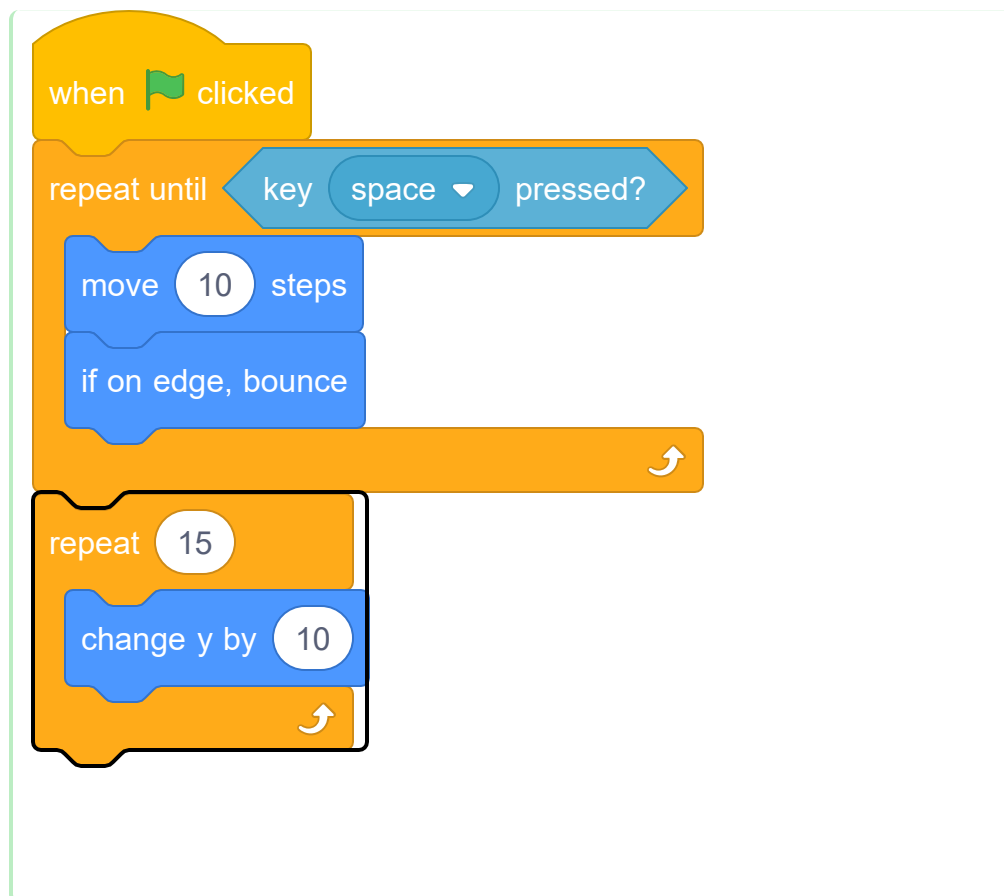 when clicked
repeat until key space pressed?
move 10 steps
if on edge, bounce
repeat 15
change y by 10